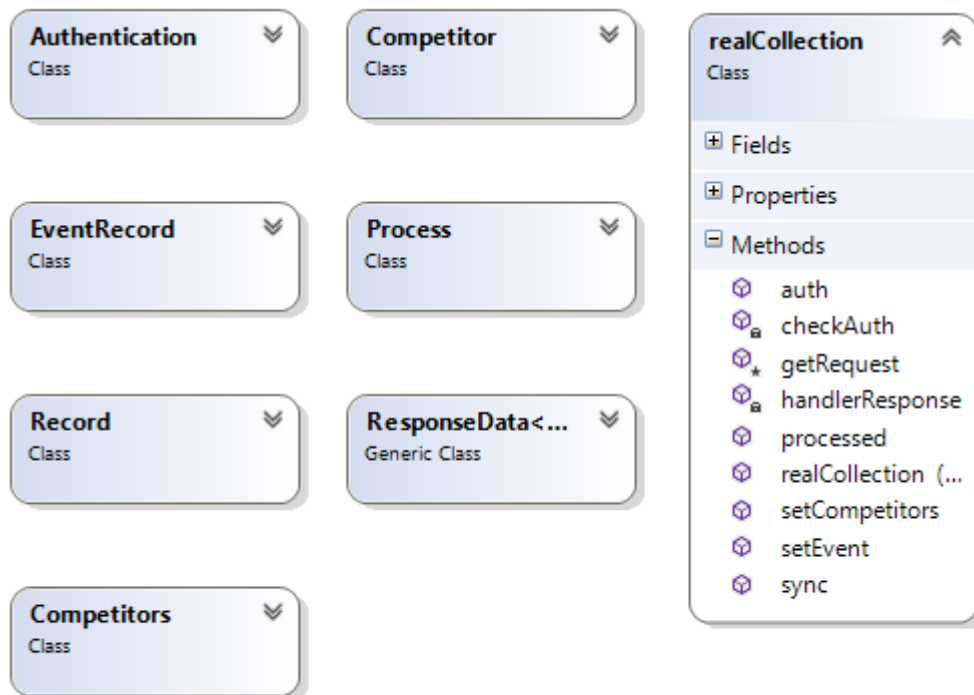 Authentication
Class
Competitor
Class
realCollection
Class
Fields
Properties
Methods
auth
checkAuth
getRequest
handlerResponse
processed
realCollection (...
setCompetitors
setEvent
sync
EventRecord
Class
Process
Class
Record
Class
ResponseData<...
Generic Class
Competitors
Class